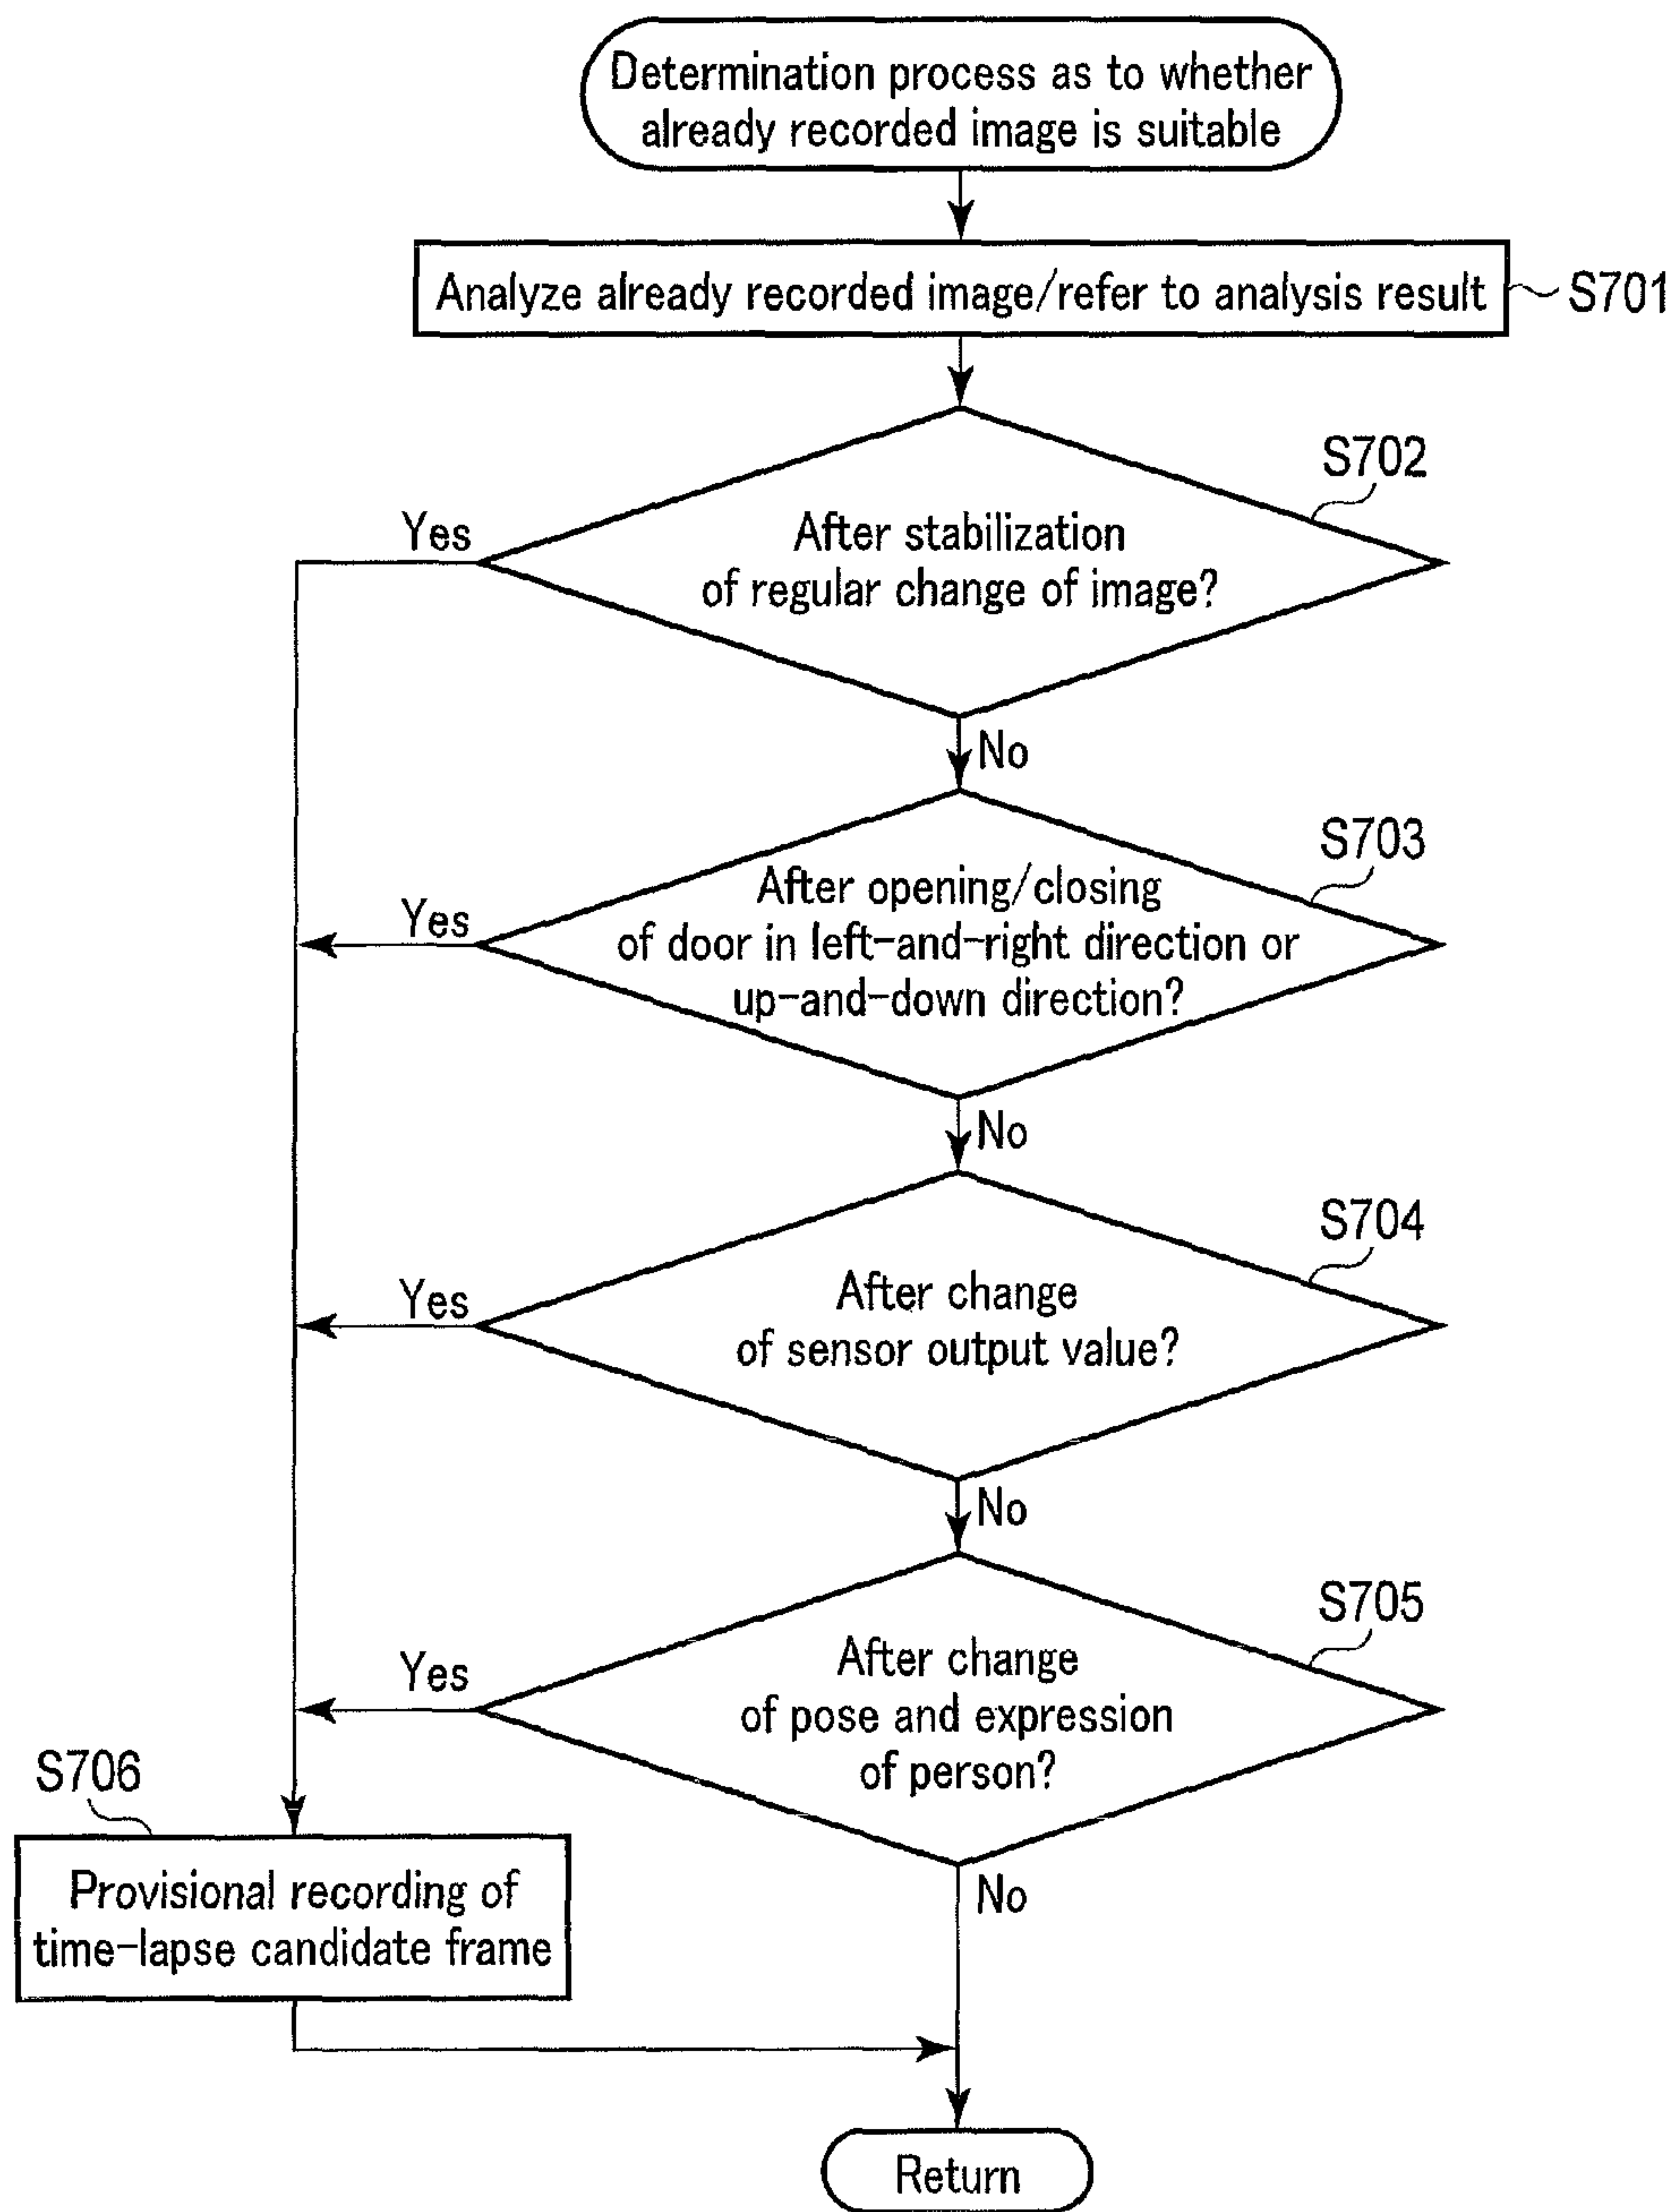 Determination process as to whether
already recorded image is suitable
Analyze already recorded image/refer to analysis result
S701
S702
Yes
After stabilization
of regular change of image?
No
S703
Yes
After opening/closing
of door in left-and-right direction or
up-and-down direction?
No
S704
Yes
After change
of sensor output value?
No
S705
Yes
After change
of pose and expression
of person?
S706
No
Provisional recording of
time-lapse candidate frame
Return